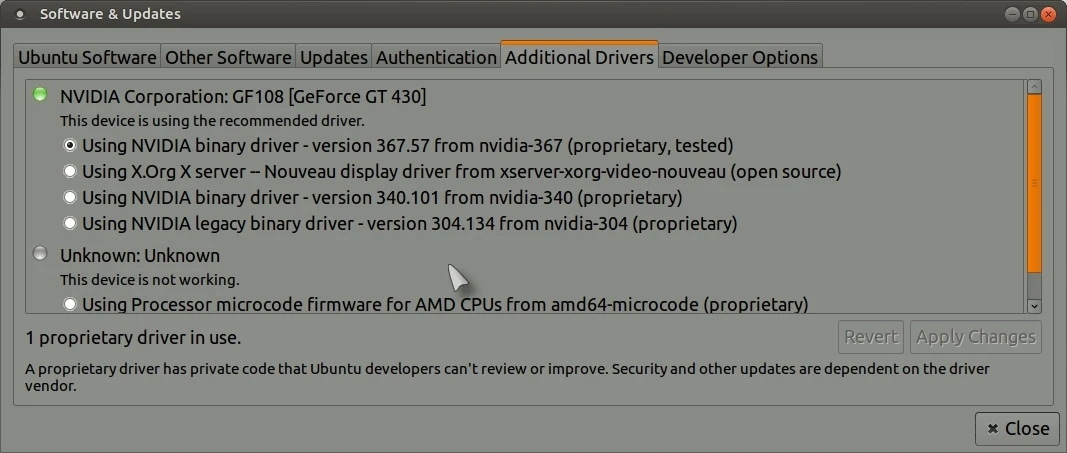 Software & Updates
Ubuntu Software Other Software Updates Authentication Additional Drivers Developer Options
NVIDIA Corporation: GF108 [GeForce GT 430]
This device is using the recommended driver.
Using NVIDIA binary driver - version 367.57 from nvidia-367 (proprietary, tested)
Using X.Org X server -- Nouveau display driver from xserver-xorg-video-nouveau (open source)
Using NVIDIA binary driver - version 340.101 from nvidia-340 (proprietary)
Using NVIDIA legacy binary driver - version 304.134 from nvidia-304 (proprietary)
Unknown: Unknown
This device is not working.
Using Processor microcode firmware for AMD CPUs from amd64-microcode (proprietary)
1 proprietary driver in use.
Revert Apply Changes
A proprietary driver has private code that Ubuntu developers can't review or improve. Security and other updates are dependent on the driver
vendor.
Close